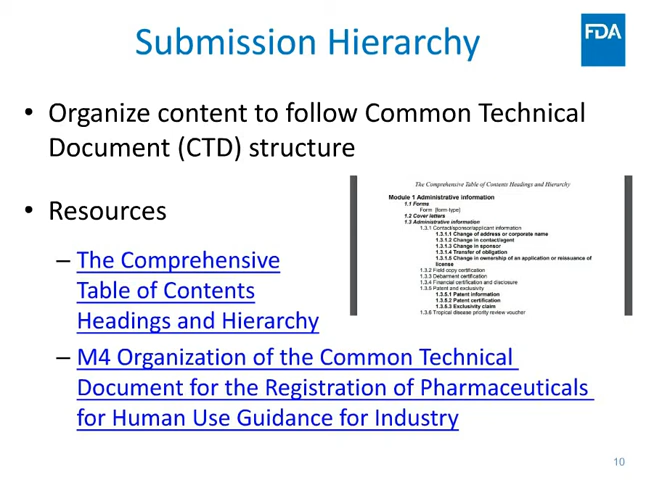 Submission Hierarchy
FDA
• Organize content to follow Common Technical
Document (CTD) structure
• Resources
– The Comprehensive
Table of Contents
Headings and Hierarchy
– M4 Organization of the Common Technical
Document for the Registration of Pharmaceuticals
for Human Use Guidance for Industry
The Comprehensive Table of Contents Headings and Hierarchy
Module 1 Administrative information
1.1 Forms
Form [form-type]
1.2 Cover letters
1.3 Administrative information
1.3.1 Contact/sponsor/applicant information
1.3.1.1 Change of address or corporate name
1.3.1.2 Change in contact/agent
1.3.1.3 Change in sponsor
1.3.1.4 Transfer of obligation
1.3.1.5 Change in ownership of an application or reissuance of
license
1.3.2 Field copy certification
1.3.3 Debarment certification
1.3.4 Financial certification and disclosure
1.3.5 Patent and exclusivity
1.3.5.1 Patent information
1.3.5.2 Patent certification
1.3.5.3 Exclusivity claim
1.3.6 Tropical disease priority review voucher
10